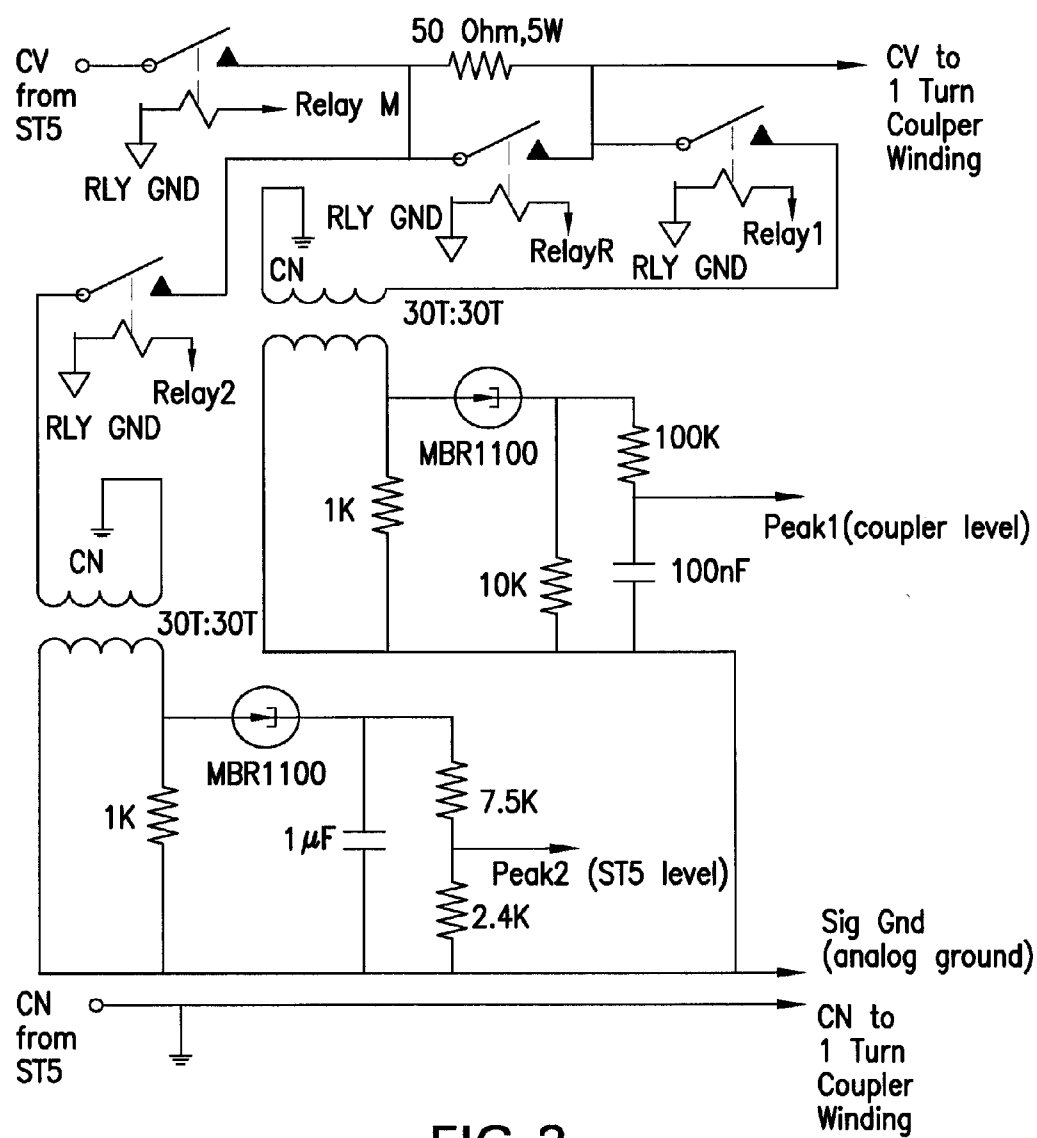 50 Ohm,5W
CV
from
ST5
CV to
1 Turn
Coulper
Winding
Relay M
RLY GND
RLY GND
RelayR
Relay1
RLY GND
CN
30T:30T
Relay2
RLY GND
MBR1100
100K
1K
Peak1(coupler level)
10K
100nF
CN
30T:30T
MBR1100
1K
7.5K
1μF
Peak2 (ST5 level)
2.4K
Sig Gnd
(analog ground)
CN
from
ST5
CN to
1 Turn
Coupler
Winding